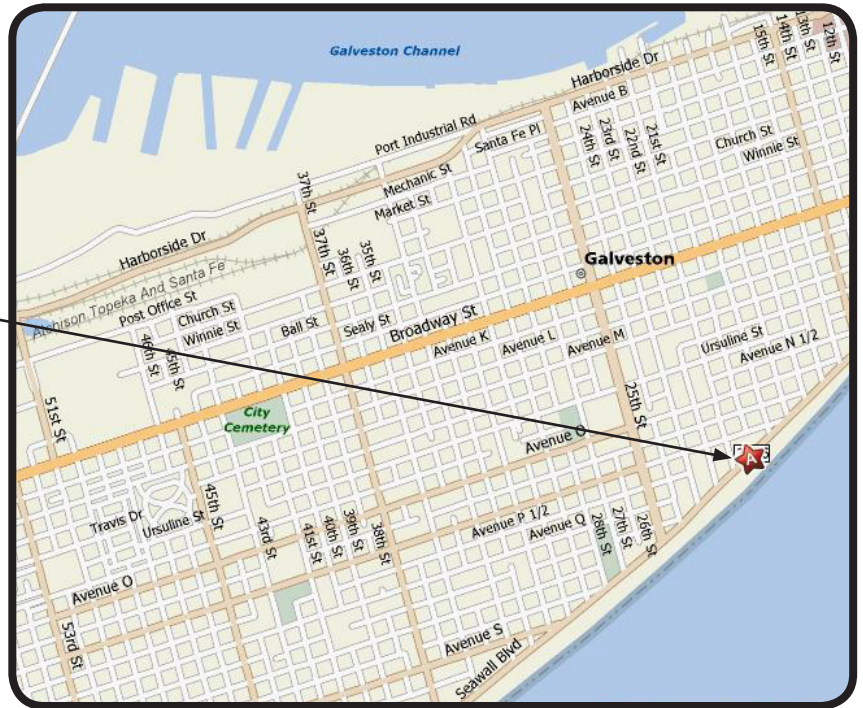 Galveston Channel
Harborside Dr
15th St
14th St
13th St
12th St
Avenue B
Port Industrial Rd
Santa Fe Pl
24th St
23rd St
22nd St
21st St
Church St
Winnie St
Mechanic St
Market St
37th St
Harborside Dr
37th St
36th St
35th St
Galveston
Atchison Topeka And Santa Fe
Post Office St
Church St
Winnie St
Ball St
Sealy St
Broadway St
Avenue K
Avenue L
Avenue M
Ursuline St
Avenue N 1/2
46th St
45th St
51st St
City
Cemetery
25th St
Avenue O
A
Travis Dr
Ursuline St
45th St
43rd St
41st St
40th St
39th St
38th St
Avenue P 1/2
Avenue Q
28th St
27th St
26th St
Avenue O
53rd St
Avenue S
Seawall Blvd